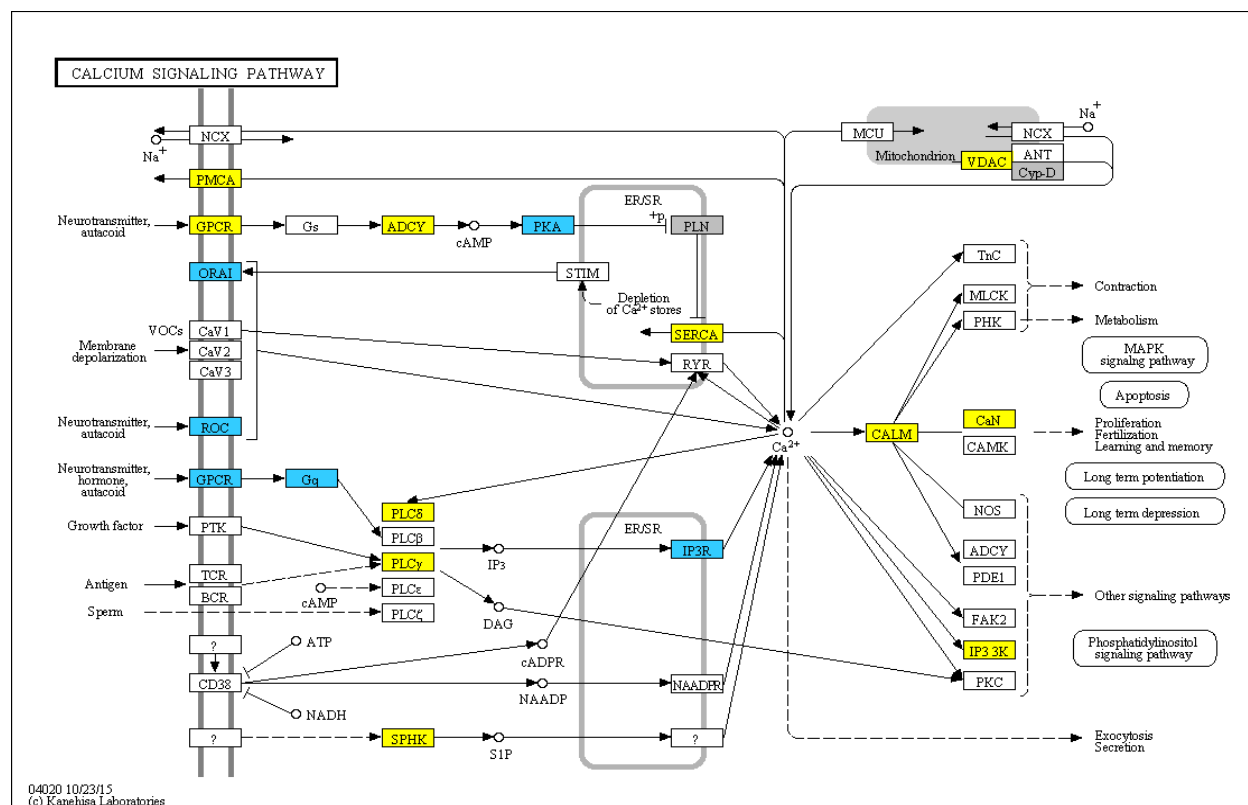 CALCIUM SIGNALING PATHWAY
NCX
Na+
PMCA
Neurotransmitter,
autacoid
GPCR
Gs
ADCY
cAMP
PKA
+p
ER/SR
PLN
MCU
NCX
Na+
Mitochondrion
VDAC
ANT
Cyp-D
ORAI
STIM
Depletion
of Ca2+ stores
SERCA
RYR
VOCs
CaV1
Membrane
depolarization
CaV2
CaV3
Neurotransmitter,
autacoid
ROC
Neurotransmitter,
hormone,
autacoid
GPCR
Gq
Growth factor
PTK
Antigen
TCR
BCR
Sperm
cAMP
PLCδ
PLCβ
PLCγ
PLCε
PLCζ
IP3
DAG
ER/SR
IP3R
?
ATP
CD38
NADH
cADPR
NAADP
NAADPR
?
SPHK
S1P
?
Ca2+
CALM
TnC
MLCK
PHK
CaN
CAMK
NOS
ADCY
PDE1
FAK2
IP3 3K
PKC
Contraction
Metabolism
MAPK
signaling pathway
Apoptosis
Proliferation
Fertilization
Learning and memory
Long term potentiation
Long term depression
Other signaling pathways
Phosphatidylinositol
signaling pathway
Exocytosis
Secretion
04020 10/23/15
(c) Kanehisa Laboratories